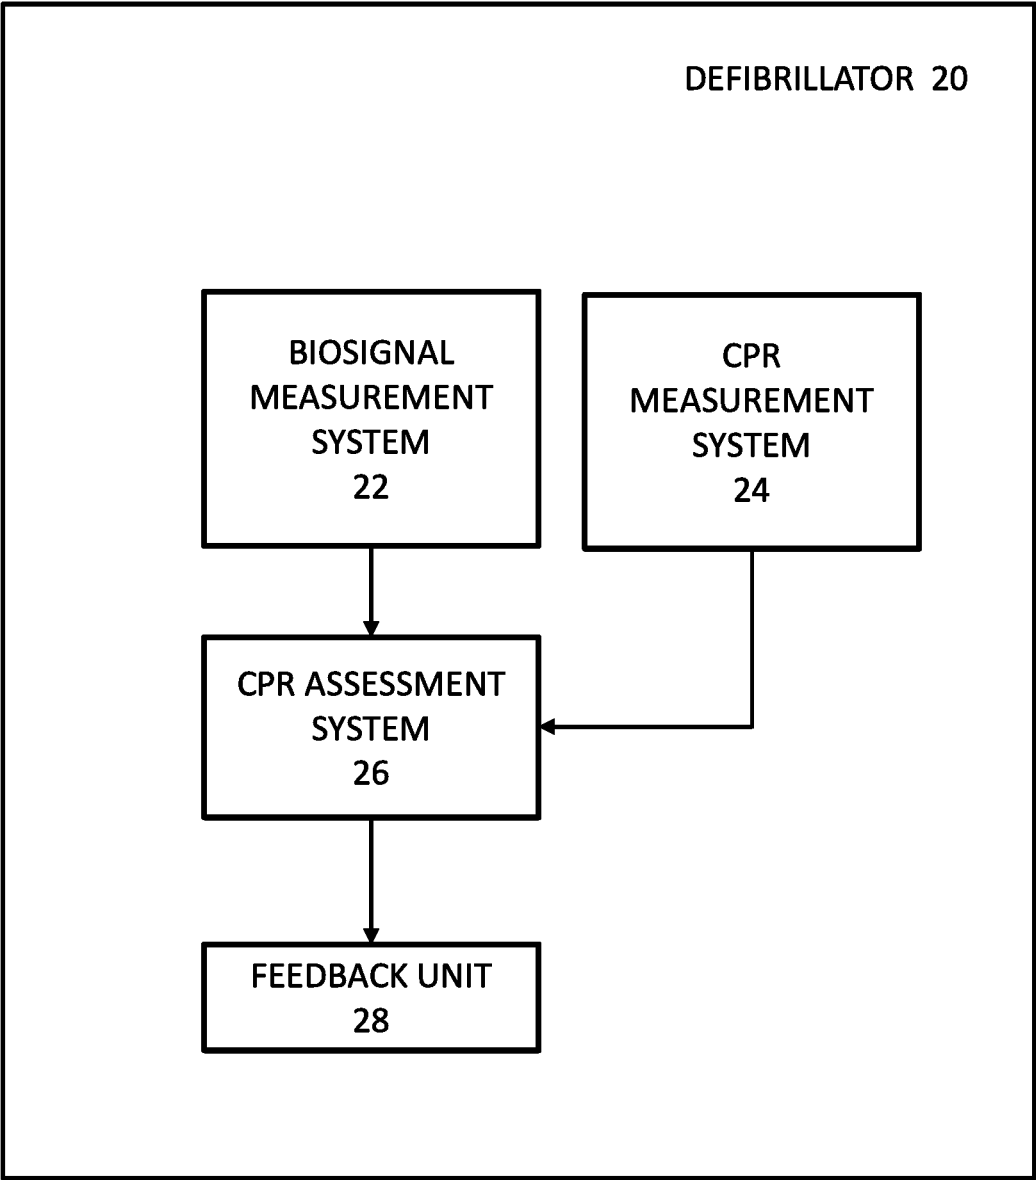 DEFIBRILLATOR 20
BIOSIGNAL
MEASUREMENT
SYSTEM
22
CPR
MEASUREMENT
SYSTEM
24
CPR ASSESSMENT
SYSTEM
26
FEEDBACK UNIT
28